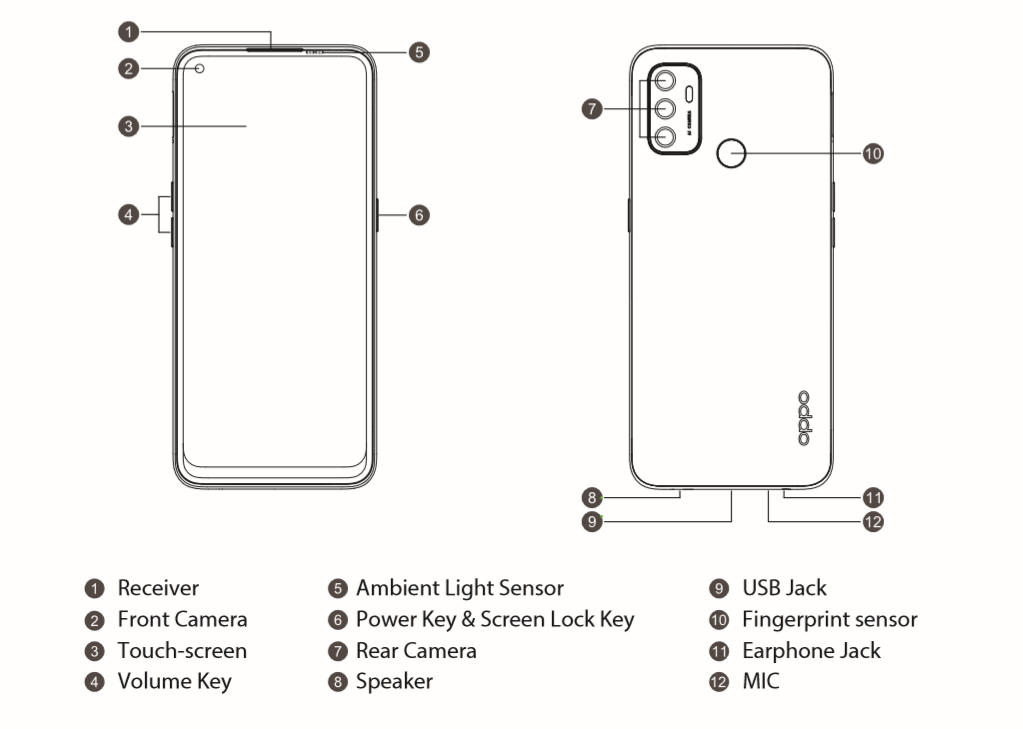 1
5
2
3
4
6
7
AI CAMERA
10
oppo
8
11
9
12
1 Receiver
2 Front Camera
3 Touch-screen
4 Volume Key
5 Ambient Light Sensor
6 Power Key & Screen Lock Key
7 Rear Camera
8 Speaker
9 USB Jack
10 Fingerprint sensor
11 Earphone Jack
12 MIC